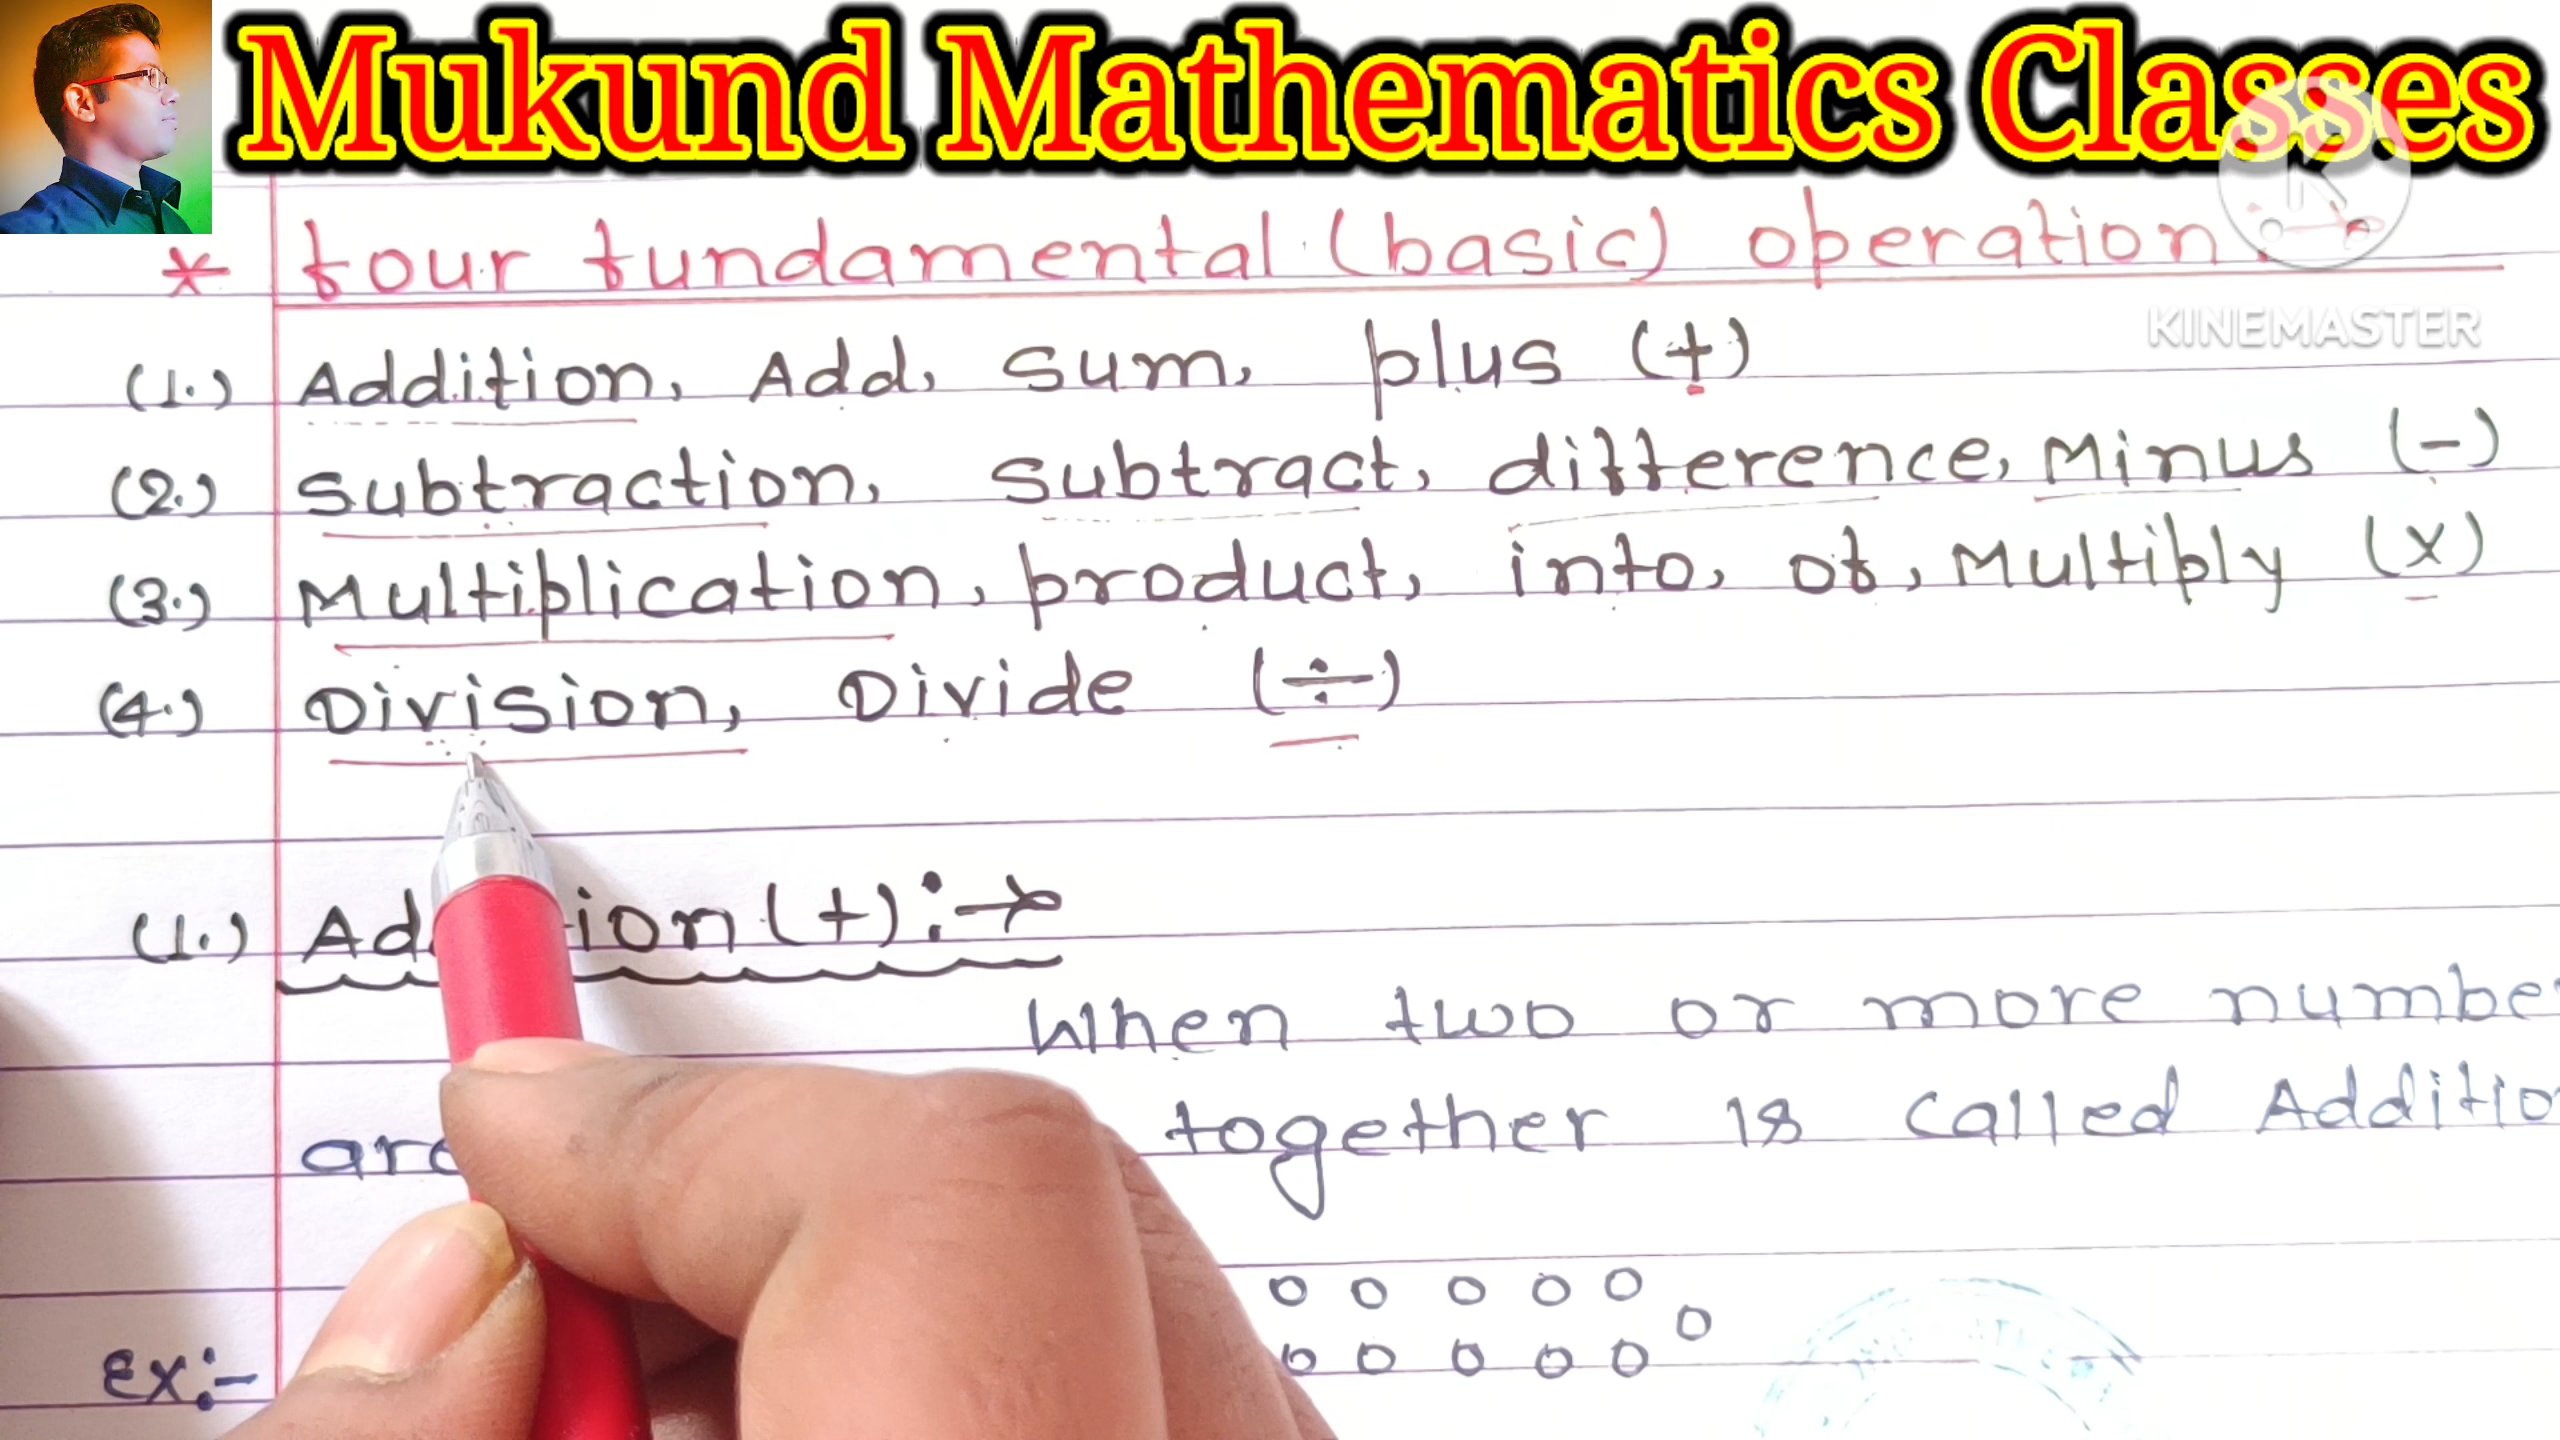 Mukund Mathematics Classes
* four fundamental (basic) operation :→
KINEMASTER
(1.) Addition, Add, Sum, plus (+)
(2.) Subtraction, Subtract, difference, Minus (-)
(3.) Multiplication, product, into, of, Multiply (×)
(4.) Division, Divide (÷)
(1.) Ad ion (+) :→
When two or more numbe
are together is called Additio
Ex:-